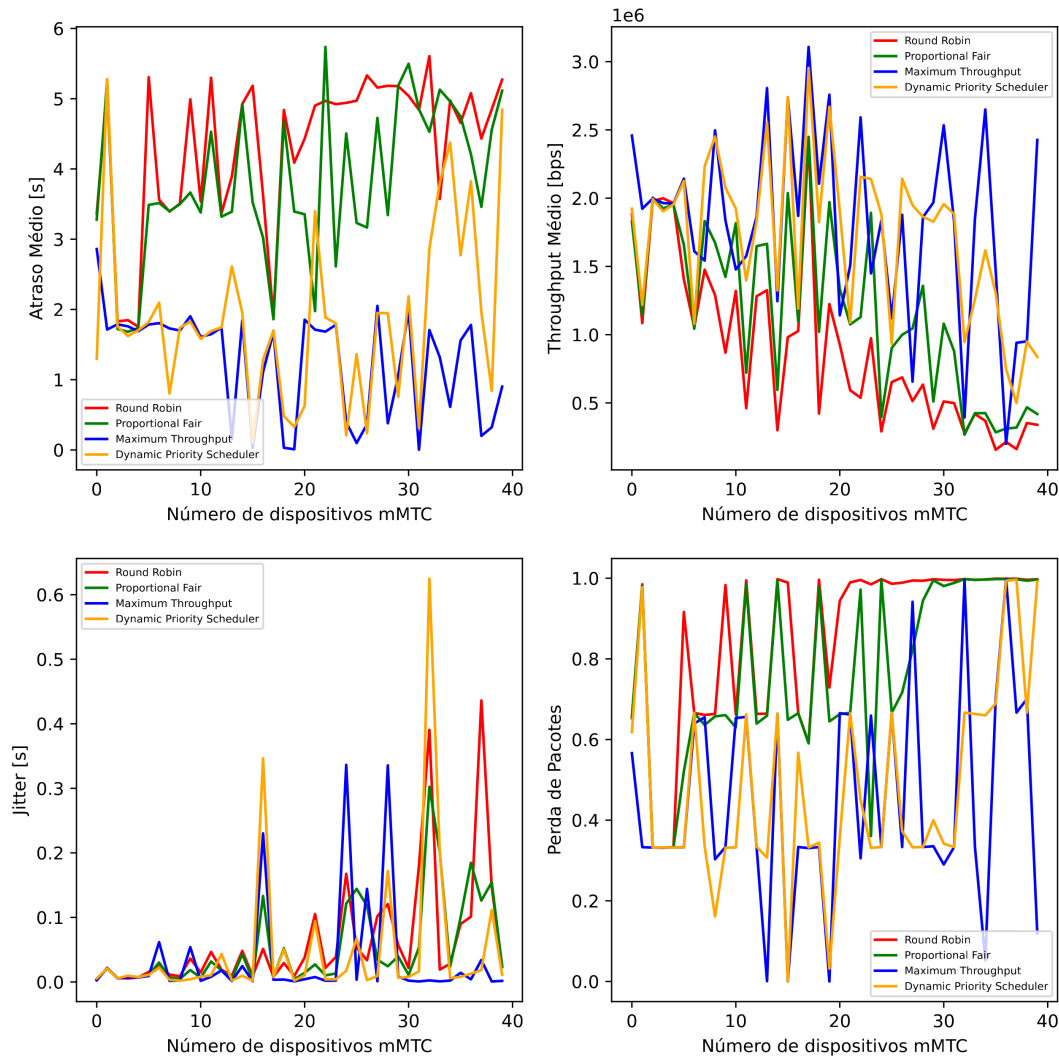 6
5
4
3
2
1
0
Atraso Médio [s]
Round Robin
Proportional Fair
Maximum Throughput
Dynamic Priority Scheduler
0 10 20 30 40
Número de dispositivos mMTC
1e6
3.0
2.5
2.0
1.5
1.0
0.5
Throughput Médio [bps]
Round Robin
Proportional Fair
Maximum Throughput
Dynamic Priority Scheduler
0 10 20 30 40
Número de dispositivos mMTC
0.6
0.5
0.4
0.3
0.2
0.1
0.0
Jitter [s]
Round Robin
Proportional Fair
Maximum Throughput
Dynamic Priority Scheduler
0 10 20 30 40
Número de dispositivos mMTC
1.0
0.8
0.6
0.4
0.2
0.0
Perda de Pacotes
Round Robin
Proportional Fair
Maximum Throughput
Dynamic Priority Scheduler
0 10 20 30 40
Número de dispositivos mMTC